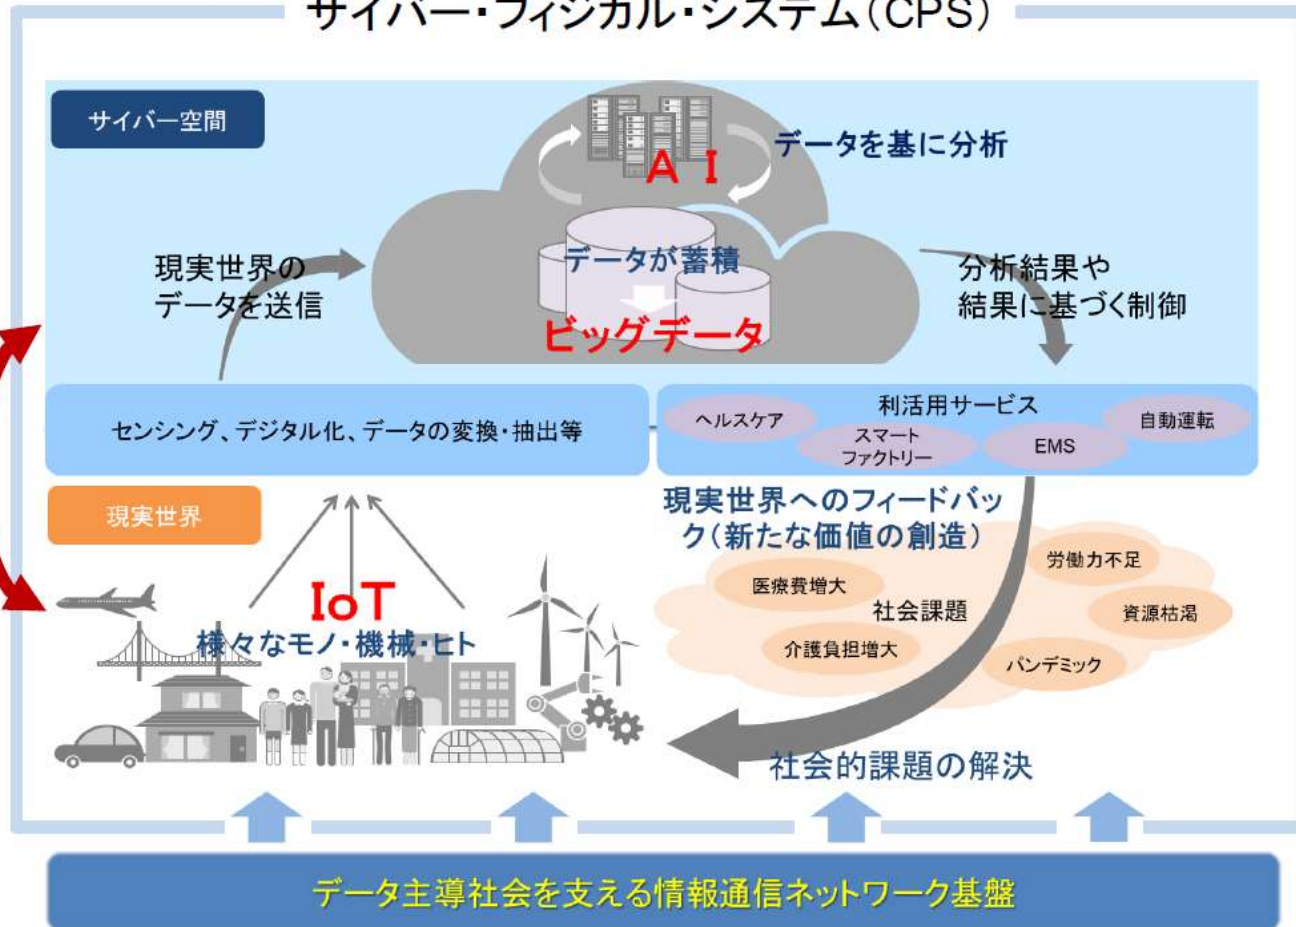 サイバー・フィジカル・システム(CPS)
サイバー空間
データを基に分析
AI
現実世界の
データを送信
データが蓄積
ビッグデータ
分析結果や
結果に基づく制御
センシング、デジタル化、データの変換・抽出等
利活用サービス
ヘルスケア
スマート
ファクトリー
EMS
自動運転
現実世界
現実世界へのフィードバッ
ク(新たな価値の創造)
IoT
様々なモノ・機械・ヒト
労働力不足
医療費増大
社会課題
資源枯渇
介護負担増大
パンデミック
社会的課題の解決
データ主導社会を支える情報通信ネットワーク基盤